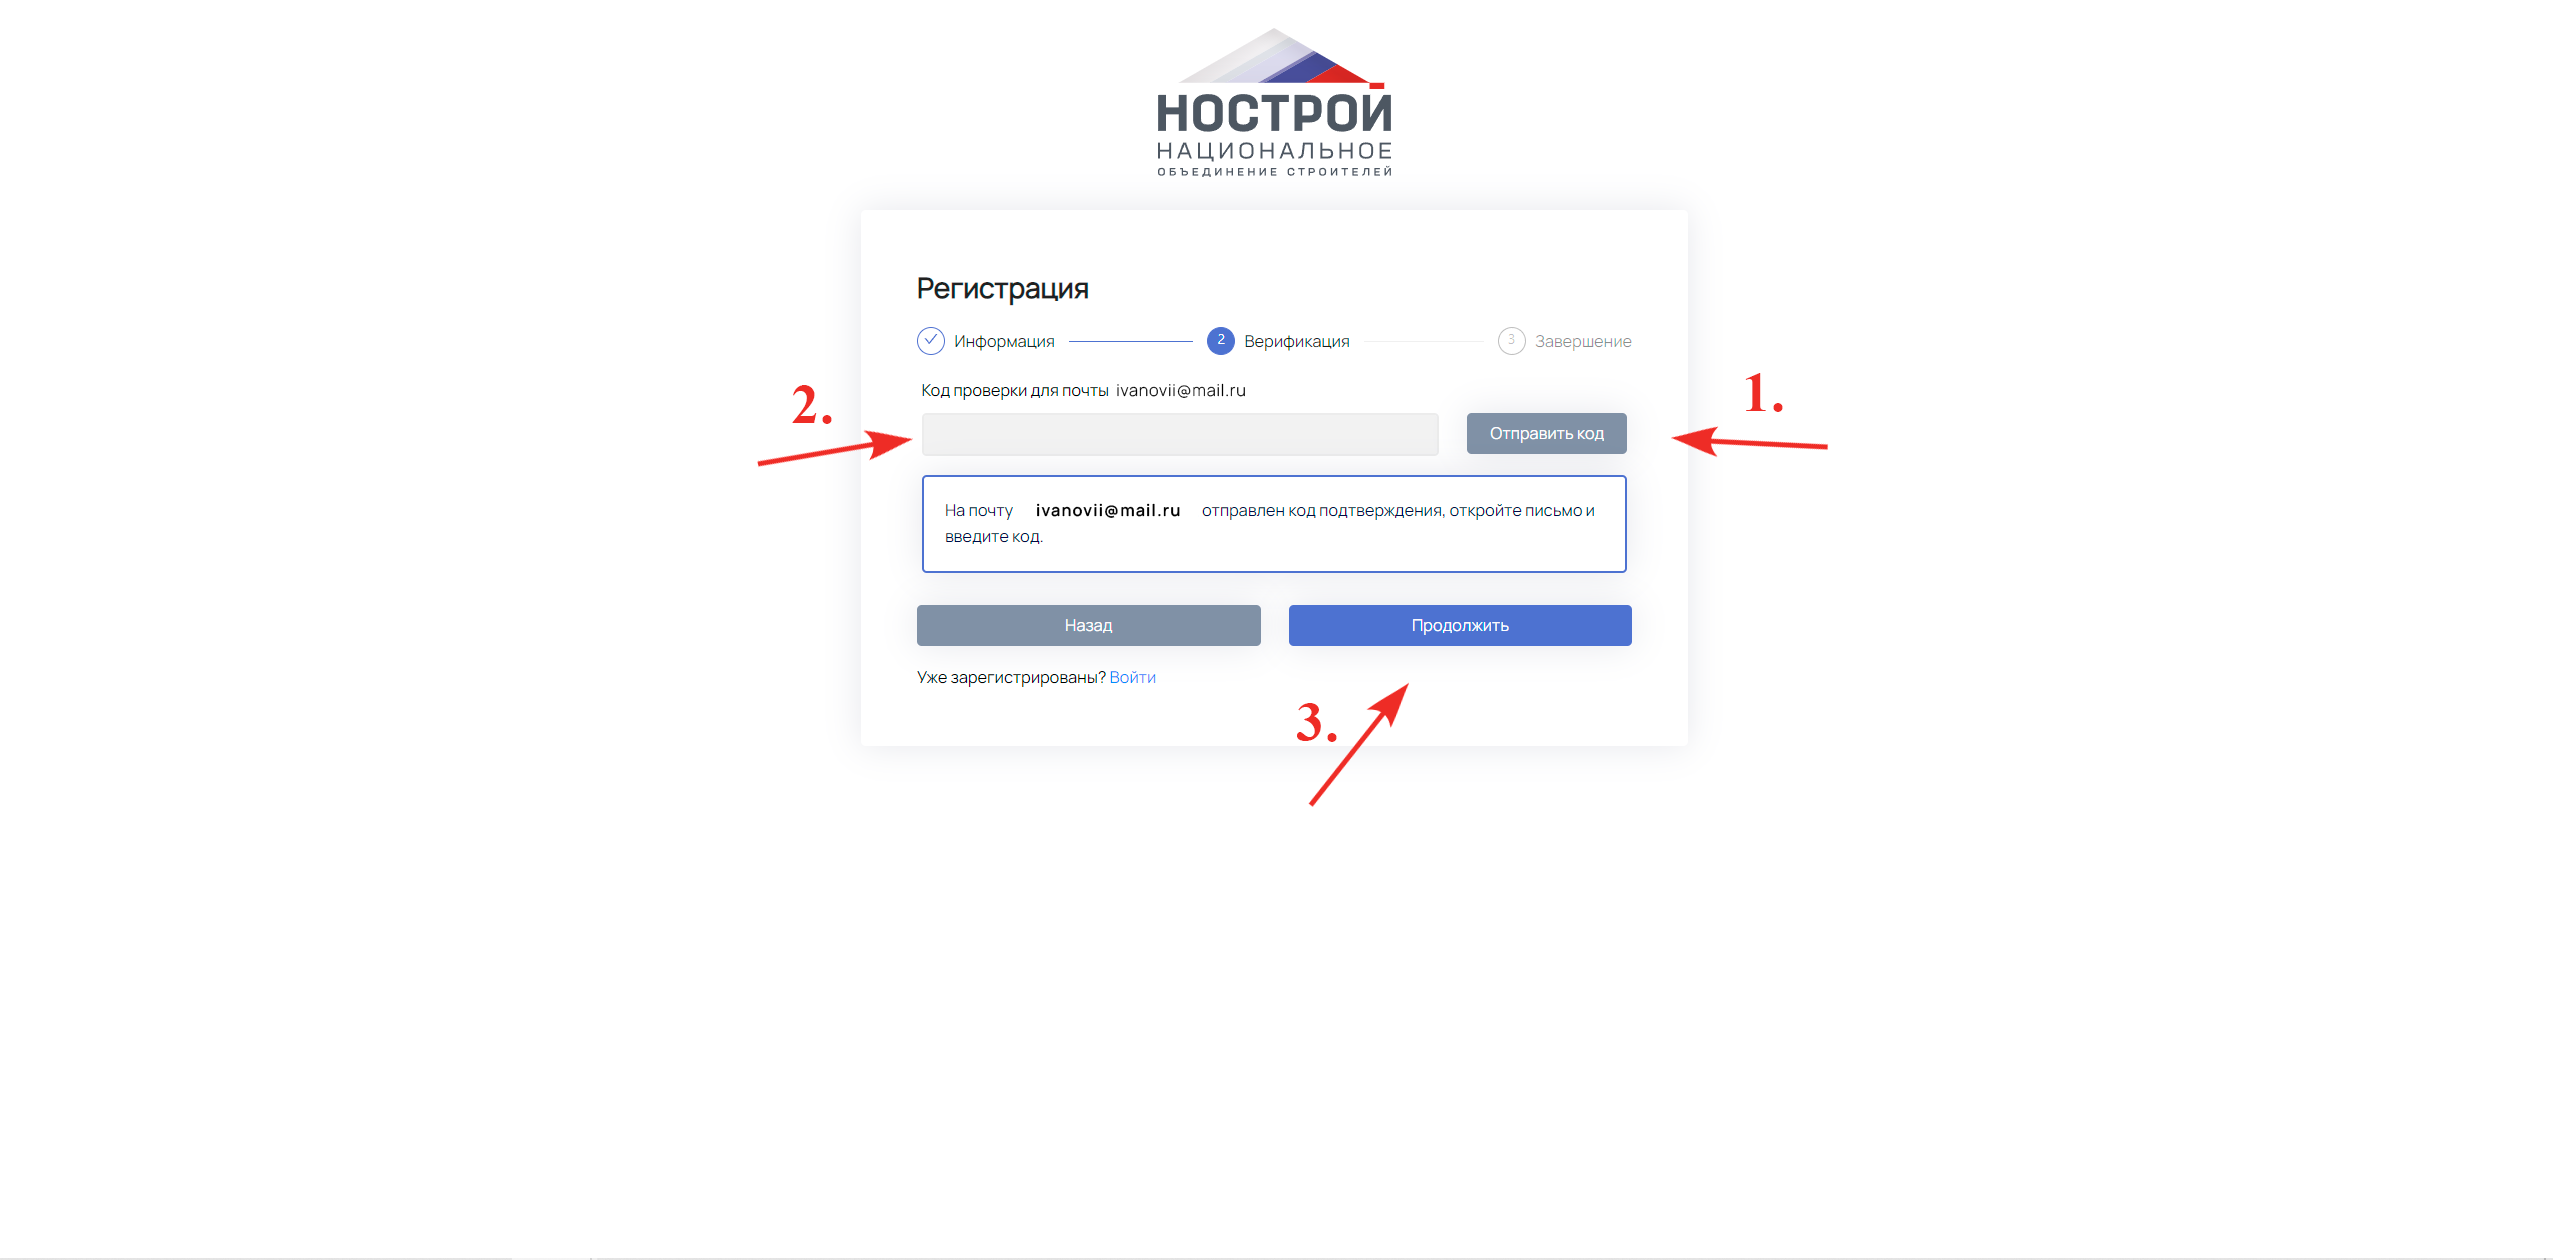 НОСТРОЙ
НАЦИОНАЛЬНОЕ
ОБЪЕДИНЕНИЕ СТРОИТЕЛЕЙ
Регистрация
Информация 2 Верификация 3 Завершение
Код проверки для почты ivanovii@mail.ru
2.
1.
Отправить код
На почту ivanovii@mail.ru отправлен код подтверждения, откройте письмо и
введите код.
Назад Продолжить
Уже зарегистрированы? Войти
3.